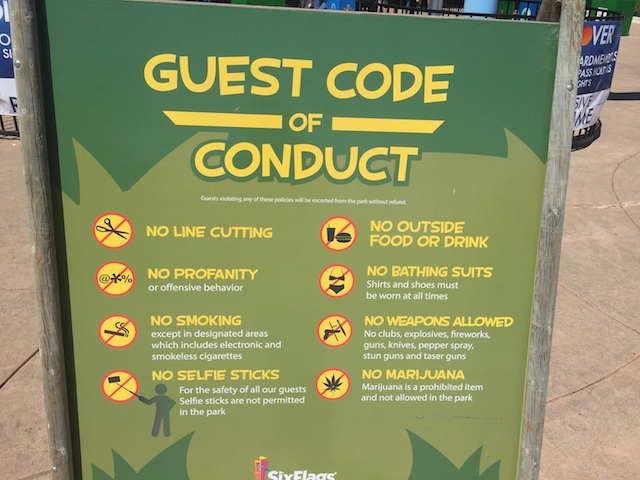 GUEST CODE
OF
CONDUCT
Guests violating any of these policies will be escorted from the park without refund.
NO LINE CUTTING
@*%
NO PROFANITY
or offensive behavior
NO SMOKING
except in designated areas
which includes electronic and
smokeless cigarettes
NO SELFIE STICKS
For the safety of all our guests
Selfie sticks are not permitted
in the park
NO OUTSIDE
FOOD OR DRINK
NO BATHING SUITS
Shirts and shoes must
be worn at all times
NO WEAPONS ALLOWED
No clubs, explosives, fireworks,
guns, knives, pepper spray,
stun guns and taser guns
NO MARIJUANA
Marijuana is a prohibited item
and not allowed in the park
SixFlags
VER